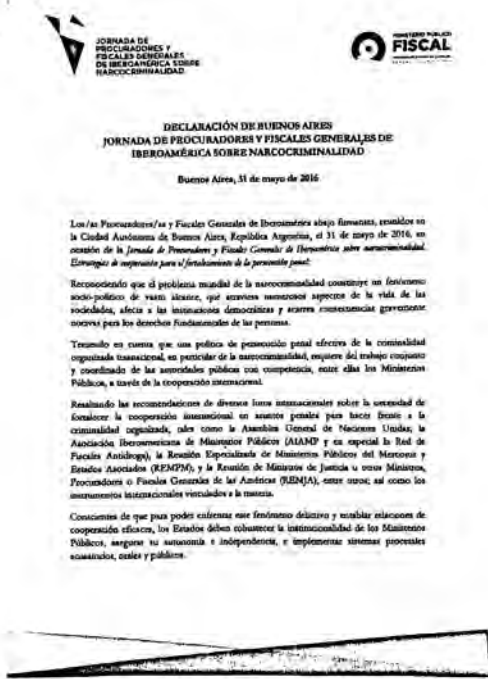 JORNADA DE
PROCURADORES Y
FISCALES GENERALES
DE IBEROAMÉRICA SOBRE
NARCOCRIMINALIDAD
MINISTERIO PÚBLICO
FISCAL
DECLARACIÓN DE BUENOS AIRES
JORNADA DE PROCURADORES Y FISCALES GENERALES DE
IBEROAMÉRICA SOBRE NARCOCRIMINALIDAD
Buenos Aires, 31 de mayo de 2016
Los/as Procuradores/as y Fiscales Generales de Iberoamérica abajo firmantes, reunidos en
la Ciudad Autónoma de Buenos Aires, República Argentina, el 31 de mayo de 2016, en
ocasión de la Jornada de Procuradores y Fiscales Generales de Iberoamérica sobre narcocriminalidad.
Estrategias de cooperación para el fortalecimiento de la persecución penal:
Reconociendo que el problema mundial de la narcocriminalidad constituye un fenómeno
socio-político de vasto alcance, que atraviesa numerosos aspectos de la vida de las
sociedades, afecta a las instituciones democráticas y acarrea consecuencias gravemente
nocivas para los derechos fundamentales de las personas.
Teniendo en cuenta que una política de persecución penal efectiva de la criminalidad
organizada trasnacional, en particular de la narcocriminalidad, requiere del trabajo conjunto
y coordinado de las autoridades públicas con competencia, entre ellas los Ministerios
Públicos, a través de la cooperación internacional.
Resaltando las recomendaciones de diversos foros internacionales sobre la necesidad de
fortalecer la cooperación internacional en asuntos penales para hacer frente a la
criminalidad organizada, tales como la Asamblea General de Naciones Unidas, la
Asociación Iberoamericana de Ministerios Públicos (AIAMP y en especial la Red de
Fiscales Antidroga), la Reunión Especializada de Ministerios Públicos del Mercosur y
Estados Asociados (REMPM), y la Reunión de Ministros de Justicia u otros Ministros,
Procuradores o Fiscales Generales de las Américas (REMJA), entre otros; así como los
instrumentos internacionales vinculados a la materia.
Conscientes de que para poder enfrentar este fenómeno delictivo y entablar relaciones de
cooperación eficaces, los Estados deben robustecer la institucionalidad de los Ministerios
Públicos, asegurar su autonomía e independencia, e implementar sistemas procesales
acusatorios, orales y públicos.